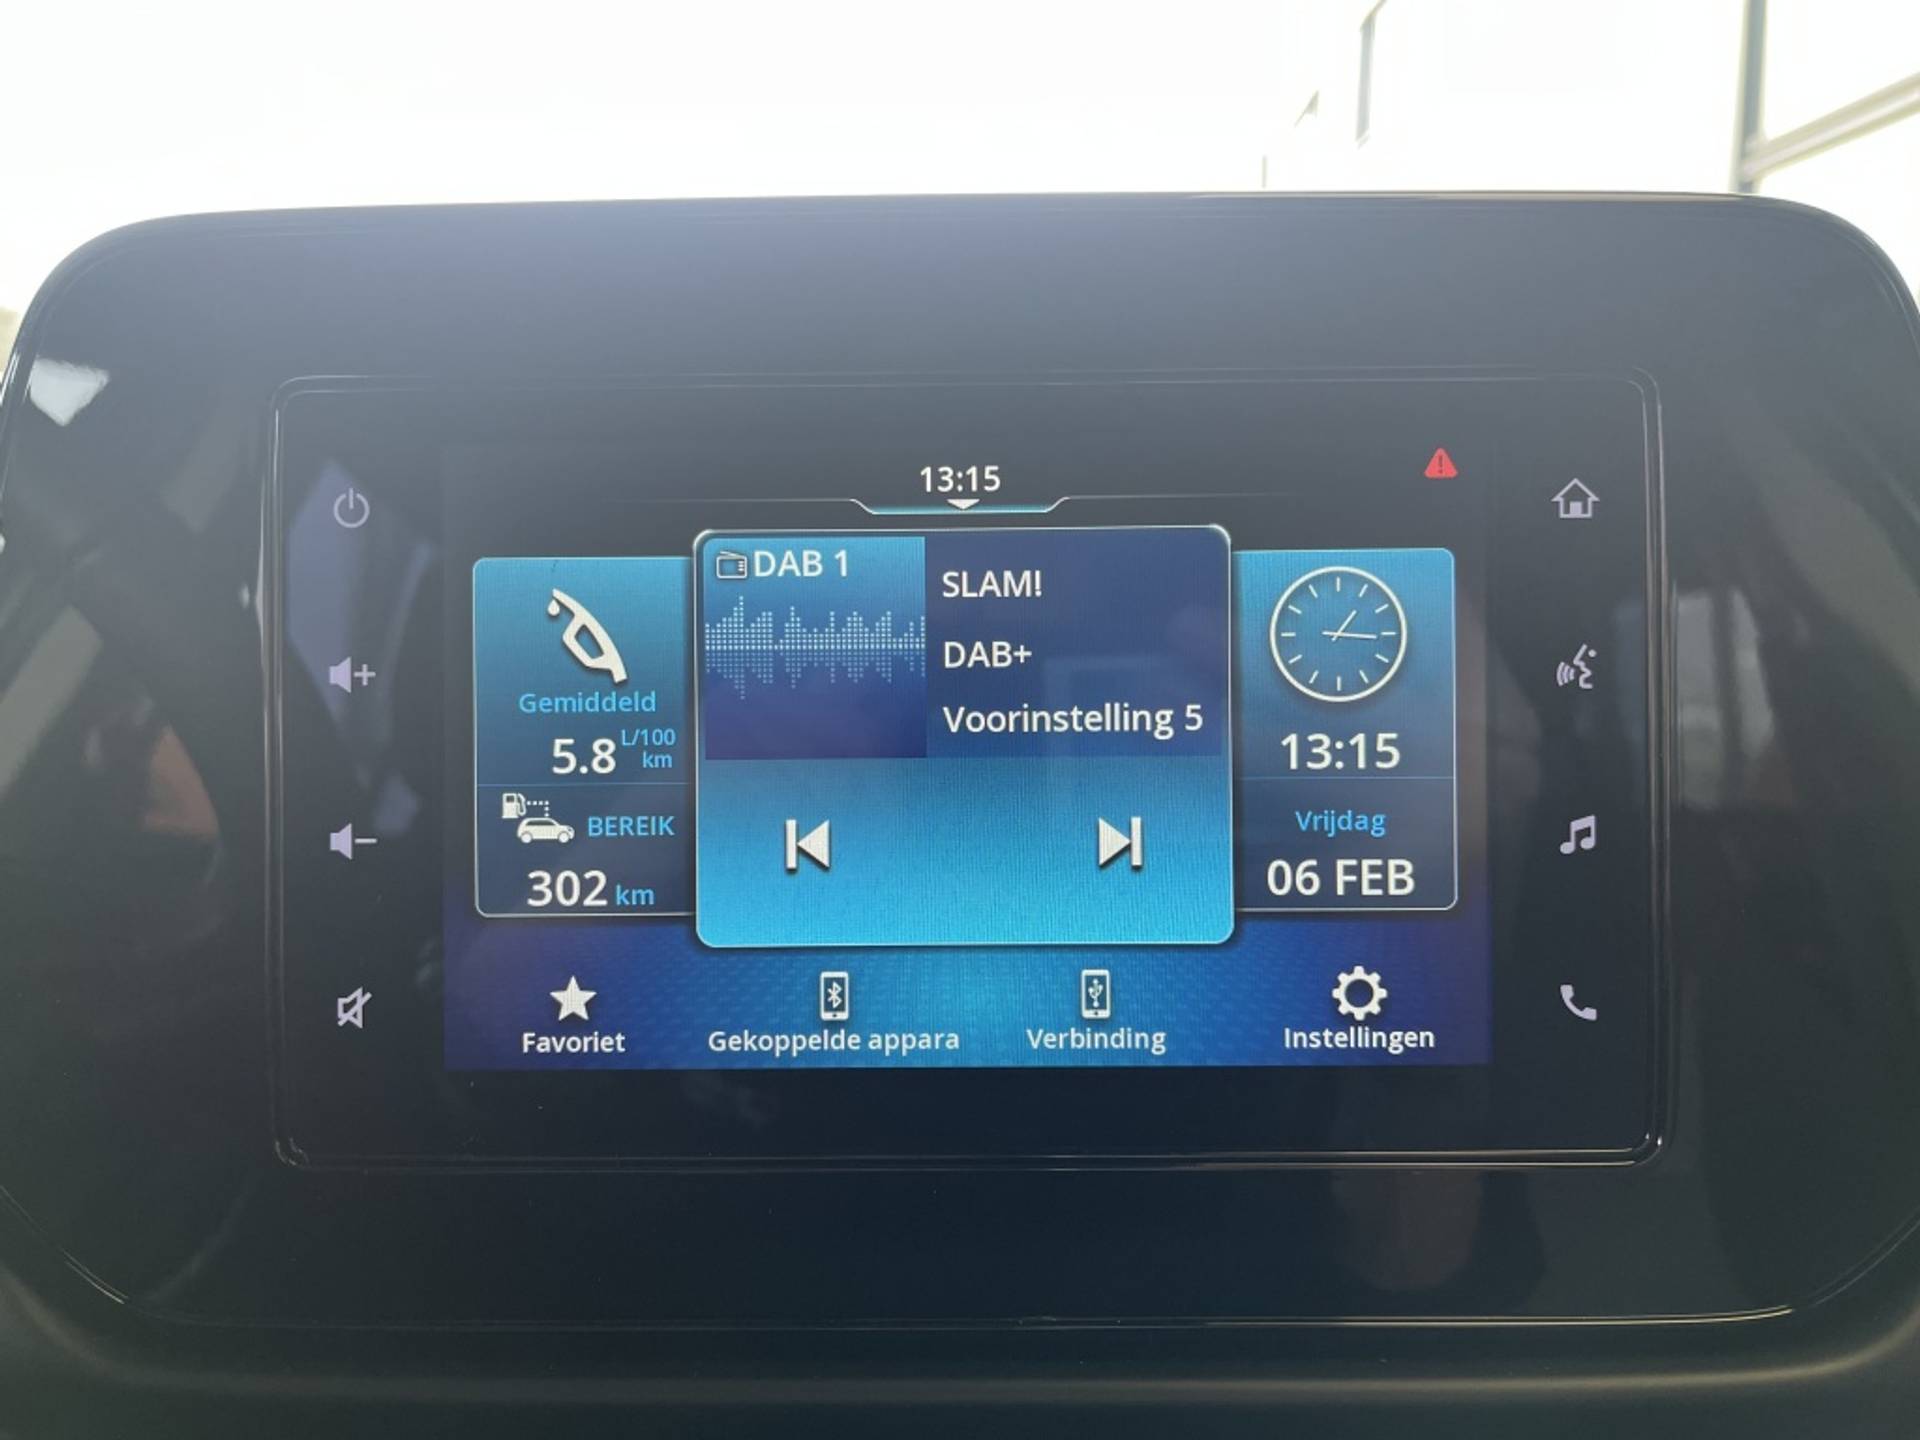 13:15
DAB 1
SLAM!
DAB+
Voorinstelling 5
Gemiddeld
5.8 L/100 km
BEREIK
302 km
13:15
Vrijdag
06 FEB
Favoriet
Gekoppelde appara
Verbinding
Instellingen